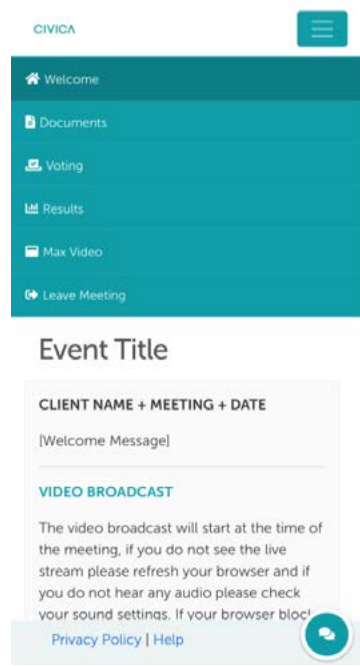 CIVICA
Welcome
Documents
Voting
Results
Max Video
Leave Meeting
Event Title
CLIENT NAME + MEETING + DATE
[Welcome Message]
VIDEO BROADCAST
The video broadcast will start at the time of
the meeting, if you do not see the live
stream please refresh your browser and if
you do not hear any audio please check
your sound settings. If your browser
Privacy Policy | Help